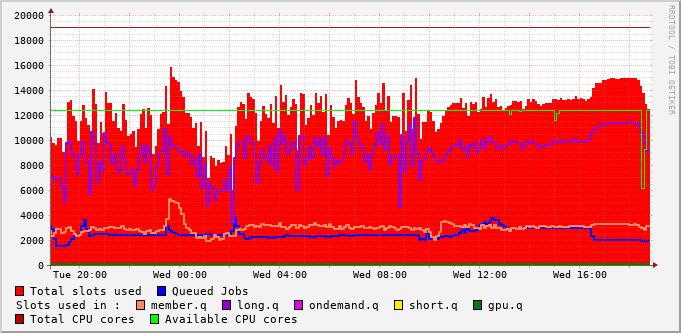 20000
18000
16000
14000
12000
10000
8000
6000
4000
2000
0
Tue 20:00 Wed 00:00 Wed 04:00 Wed 08:00 Wed 12:00 Wed 16:00
RRDTOOL / TOBI OETIKER
Total slots used Queued Jobs
Slots used in : member.q long.q ondemand.q short.q gpu.q
Total CPU cores Available CPU cores